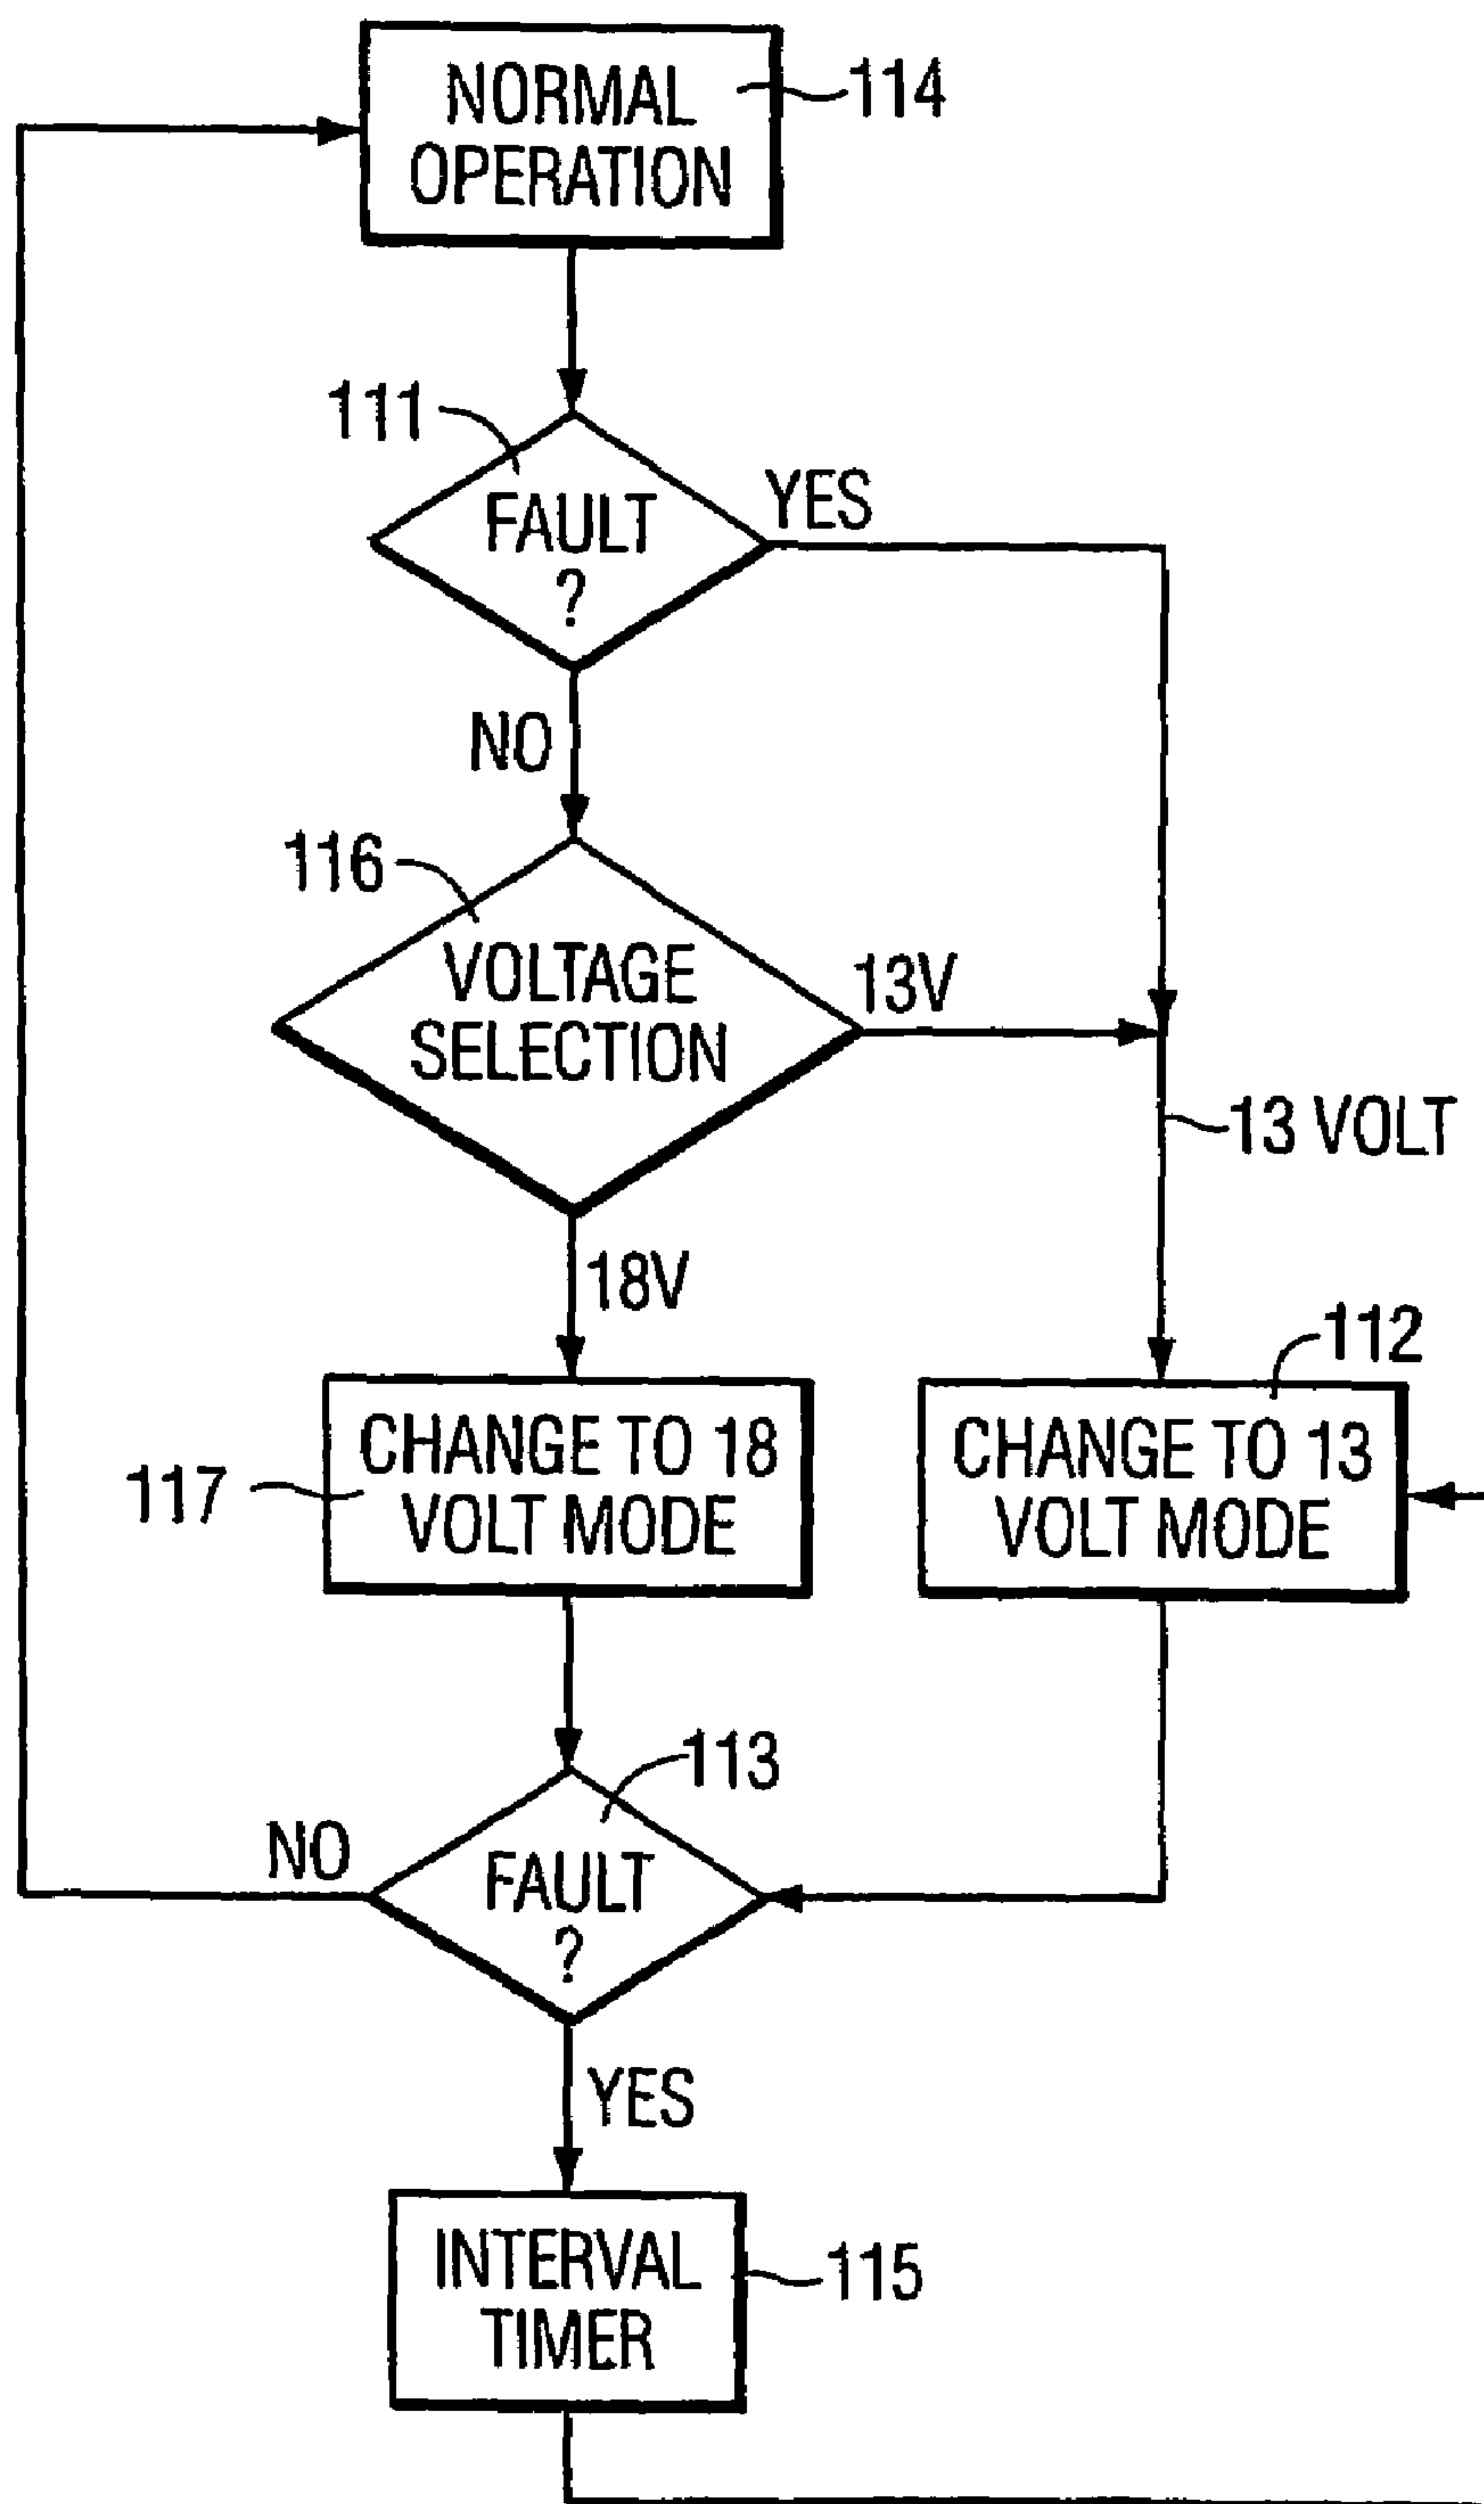 NORMAL
OPERATION
114
111
FAULT
?
YES
NO
116
VOLTAGE
SELECTION
13V
13 VOLT
18V
112
CHANGE TO 18
VOLT MODE
117
CHANGE TO 13
VOLT MODE
113
NO
FAULT
?
YES
INTERVAL
TIMER
115